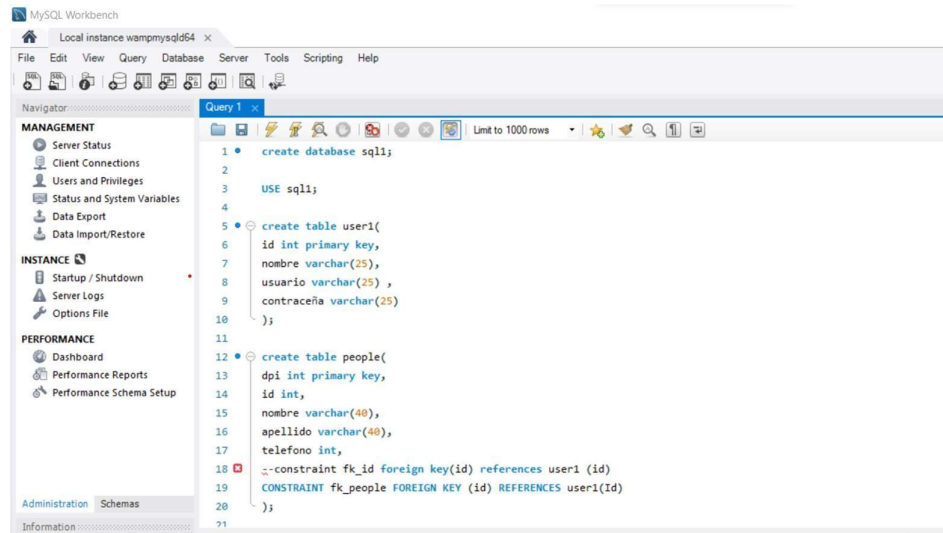 MySQL Workbench
Local instance wampmysqld64 ×
File Edit View Query Database Server Tools Scripting Help
Navigator
Query 1 ×
MANAGEMENT
Server Status
Client Connections
Users and Privileges
Status and System Variables
Data Export
Data Import/Restore
INSTANCE
Startup / Shutdown
Server Logs
Options File
PERFORMANCE
Dashboard
Performance Reports
Performance Schema Setup
Administration Schemas
Information
Limit to 1000 rows
1 create database sql1;
2
3 USE sql1;
4
5 create table user1(
6 id int primary key,
7 nombre varchar(25),
8 usuario varchar(25) ,
9 contraceña varchar(25)
10 );
11
12 create table people(
13 dpi int primary key,
14 id int,
15 nombre varchar(40),
16 apellido varchar(40),
17 telefono int,
18 --constraint fk_id foreign key(id) references user1 (id)
19 CONSTRAINT fk_people FOREIGN KEY (id) REFERENCES user1(Id)
20 );
21